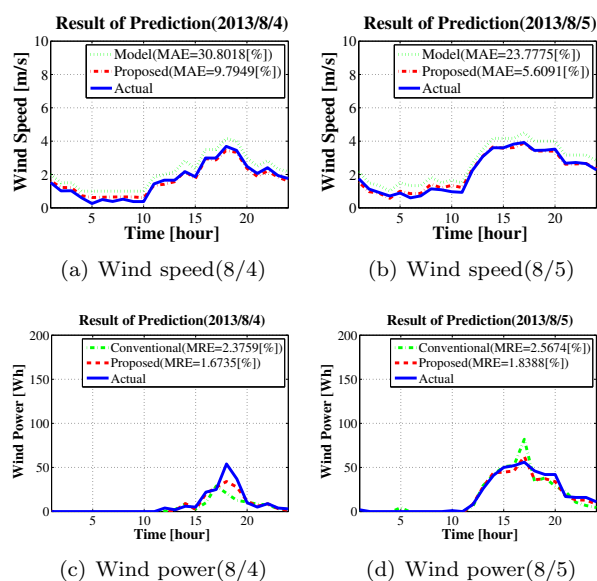 Result of Prediction(2013/8/4)
Wind Speed [m/s]
10
8
6
4
2
0
Model(MAE=30.8018[%])
Proposed(MAE=9.7949[%])
Actual
5 10 15 20
Time [hour]
(a) Wind speed(8/4)
Result of Prediction(2013/8/5)
Wind Speed [m/s]
10
8
6
4
2
0
Model(MAE=23.7775[%])
Proposed(MAE=5.6091[%])
Actual
5 10 15 20
Time [hour]
(b) Wind speed(8/5)
Result of Prediction(2013/8/4)
Wind Power [Wh]
200
150
100
50
0
Conventional(MRE=2.3759[%])
Proposed(MRE=1.6735[%])
Actual
5 10 15 20
Time [hour]
(c) Wind power(8/4)
Result of Prediction(2013/8/5)
Wind Power [Wh]
200
150
100
50
0
Conventional(MRE=2.5674[%])
Proposed(MRE=1.8388[%])
Actual
5 10 15 20
Time [hour]
(d) Wind power(8/5)